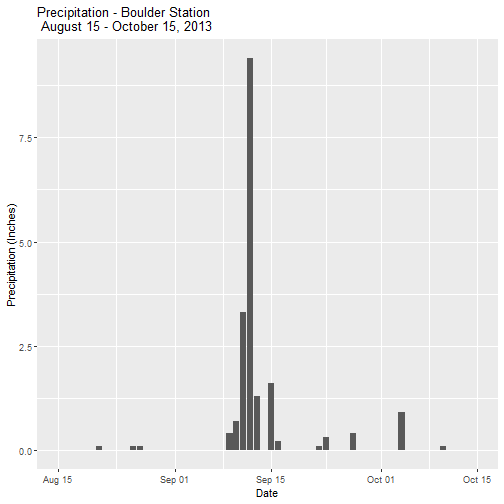 Precipitation - Boulder Station
August 15 - October 15, 2013
Precipitation (Inches)
7.5
5.0
2.5
0.0
Aug 15 Sep 01 Sep 15 Oct 01 Oct 15
Date